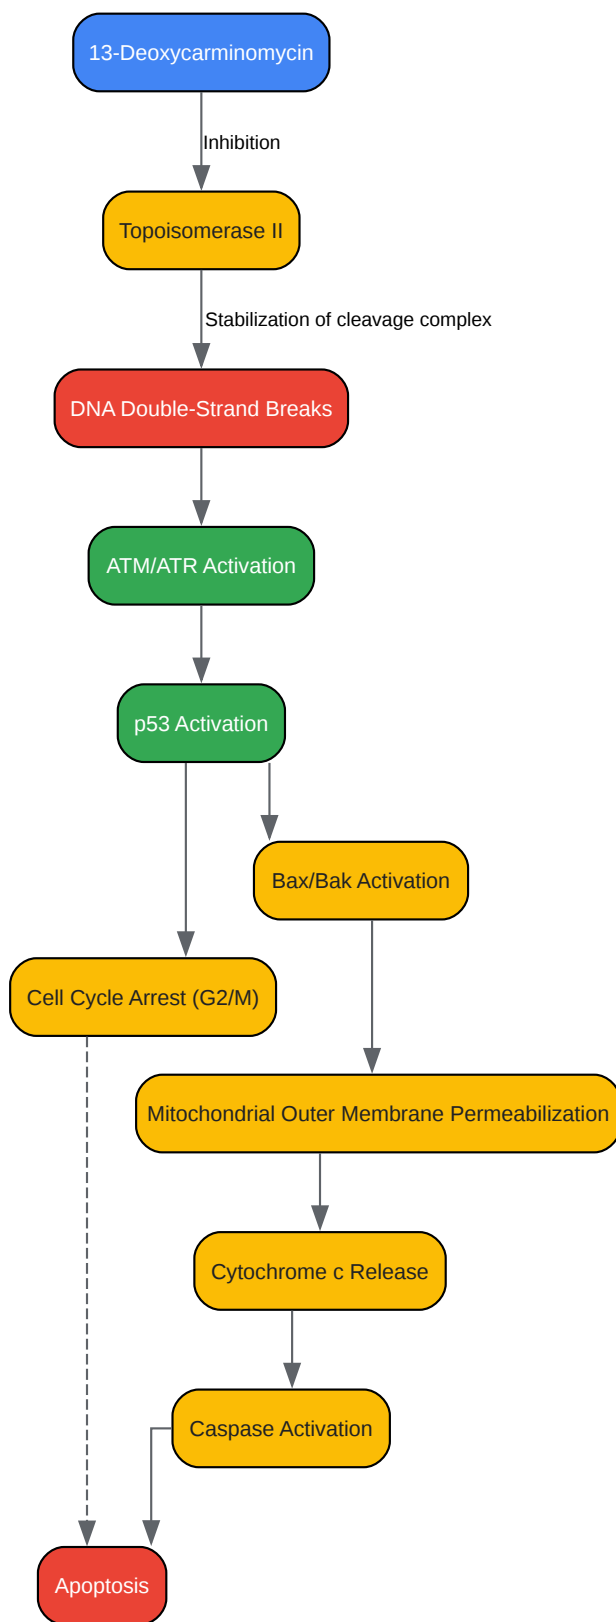 13-Deoxycarminomycin
Inhibition
Topoisomerase II
Stabilization of cleavage complex
DNA Double-Strand Breaks
ATM/ATR Activation
p53 Activation
Bax/Bak Activation
Cell Cycle Arrest (G2/M)
Mitochondrial Outer Membrane Permeabilization
Cytochrome c Release
Caspase Activation
Apoptosis